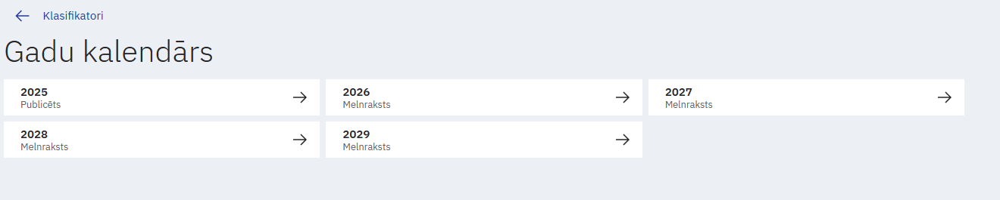 Klasifikatori
Gadu kalendārs
2025
Publicēts
2026
Melnraksts
2027
Melnraksts
2028
Melnraksts
2029
Melnraksts